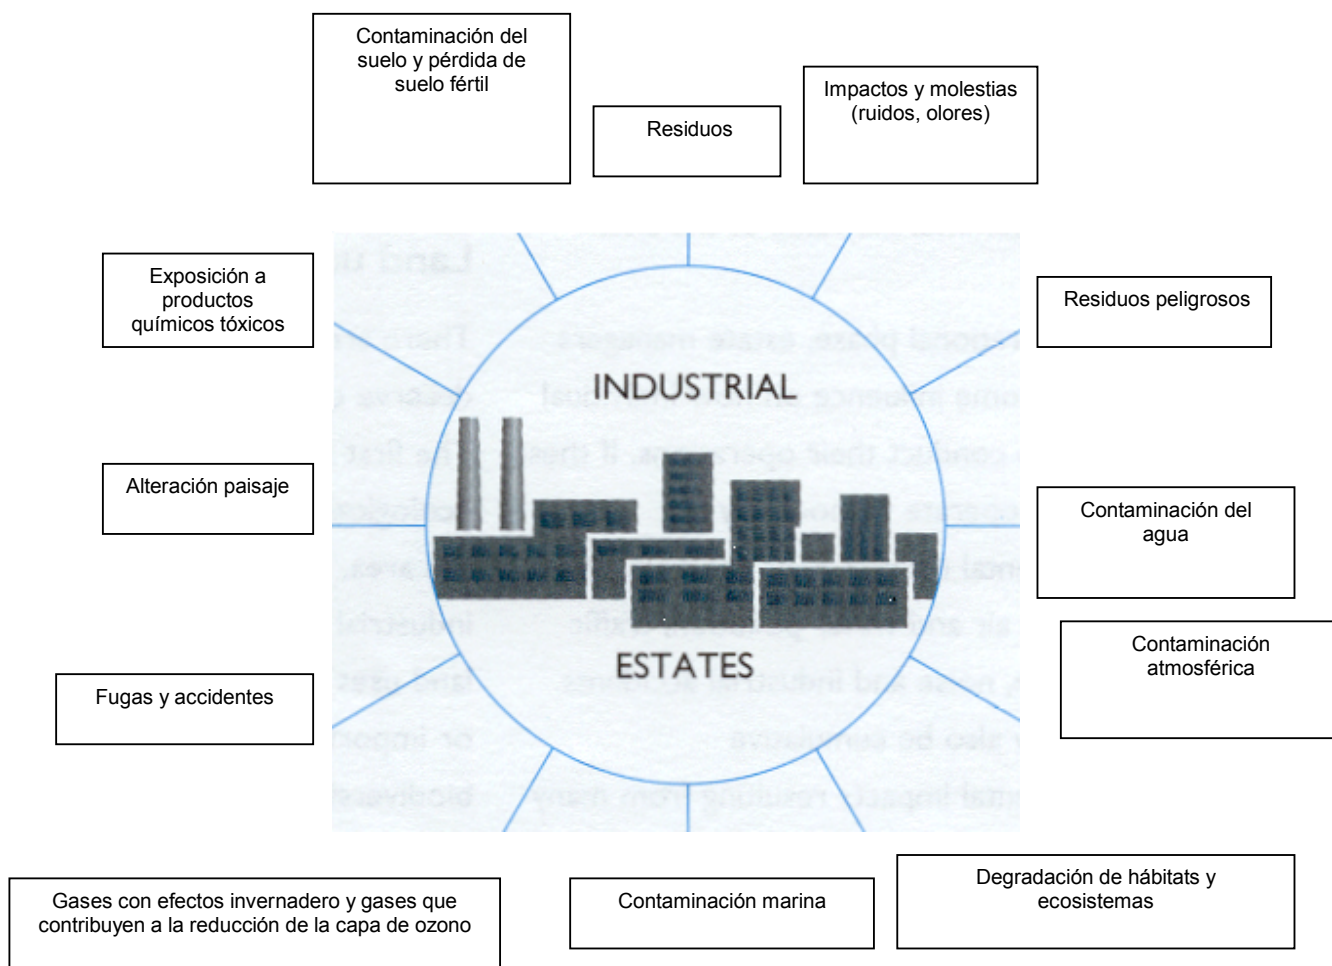 Contaminación del
suelo y pérdida de
suelo fértil
Residuos
Impactos y molestias
(ruidos, olores)
Exposición a
productos
químicos tóxicos
Residuos peligrosos
INDUSTRIAL
Alteración paisaje
Contaminación del
agua
ESTATES
Contaminación
atmosférica
Fugas y accidentes
Degradación de hábitats y
ecosistemas
Gases con efectos invernadero y gases que
contribuyen a la reducción de la capa de ozono
Contaminación marina